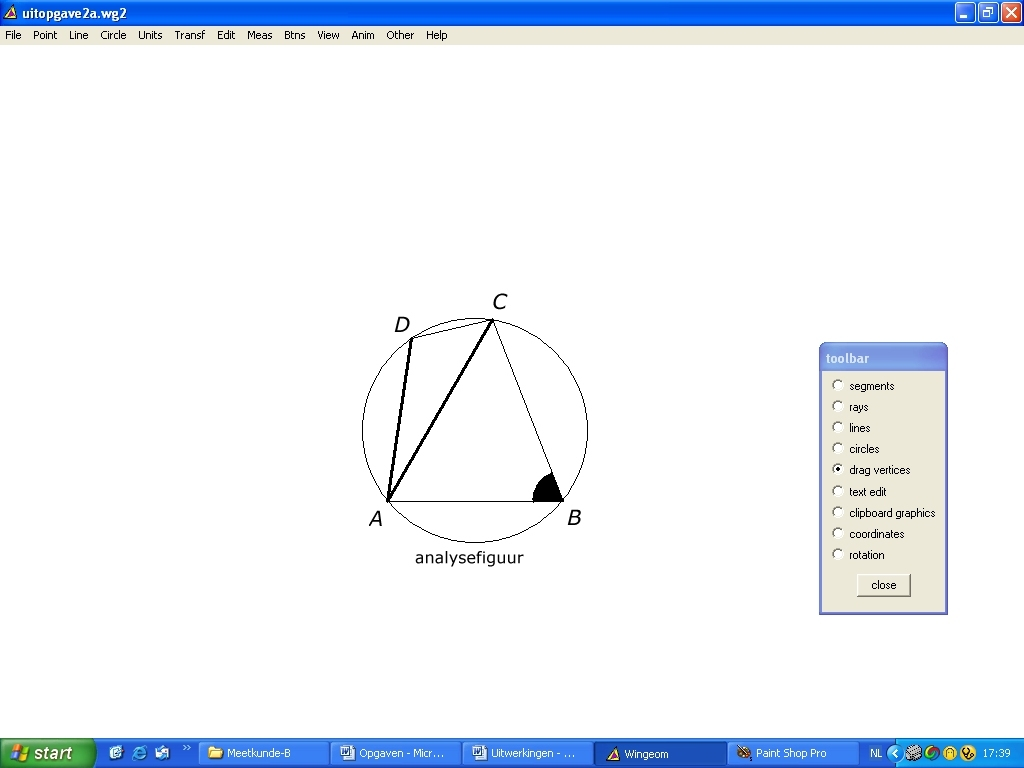 uitopgave2a.wg2
File Point Line Circle Units Transf Edit Meas Btns View Anim Other Help
C
D
A
B
analysefiguur
toolbar
segments
rays
lines
circles
drag vertices
text edit
clipboard graphics
coordinates
rotation
close
start Meetkunde-B Opgaven - Micr... Uitwerkingen - ... Wingeom Paint Shop Pro NL 17:39